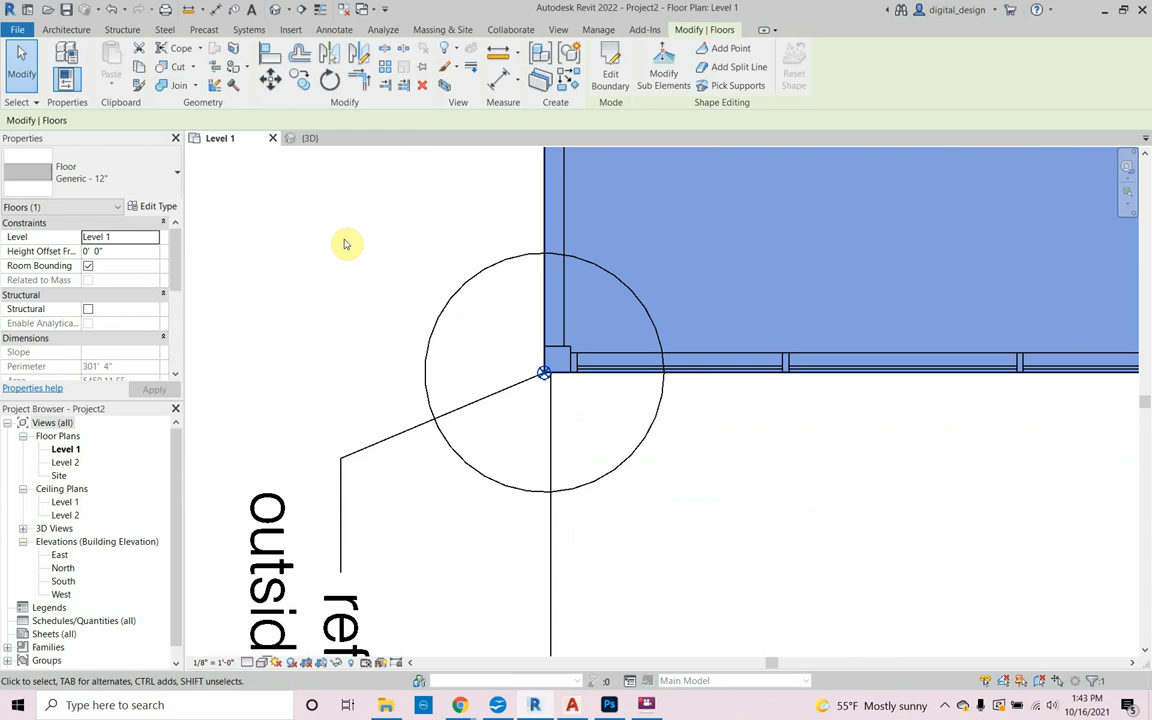 Autodesk Revit 2022 - Project2 - Floor Plan: Level 1
digital_design
File
Architecture
Structure
Steel
Precast
Systems
Insert
Annotate
Analyze
Massing & Site
Collaborate
View
Manage
Add-Ins
Modify | Floors
Modify
Paste
Cope
Cut
Join
Edit
Boundary
Modify
Sub Elements
Add Point
Add Split Line
Pick Supports
Reset
Shape
Select
Properties
Clipboard
Geometry
Modify
View
Measure
Create
Mode
Shape Editing
Modify | Floors
Properties
Level 1
{3D}
Floor
Generic - 12"
Floors (1)
Edit Type
Constraints
Level
Level 1
Height Offset Fr...
0' 0"
Room Bounding
Related to Mass
Structural
Structural
Enable Analytica...
Dimensions
Slope
Perimeter
301' 4"
Properties help
Apply
Project Browser - Project2
Views (all)
Floor Plans
Level 1
Level 2
Site
Ceiling Plans
Level 1
Level 2
3D Views
Elevations (Building Elevation)
East
North
South
West
Legends
Schedules/Quantities (all)
Sheets (all)
Families
Groups
outsid
ref
1/8" = 1'-0"
Click to select, TAB for alternates, CTRL adds, SHIFT unselects.
:0
Main Model
:1
Type here to search
55°F Mostly sunny
1:43 PM
10/16/2021
5